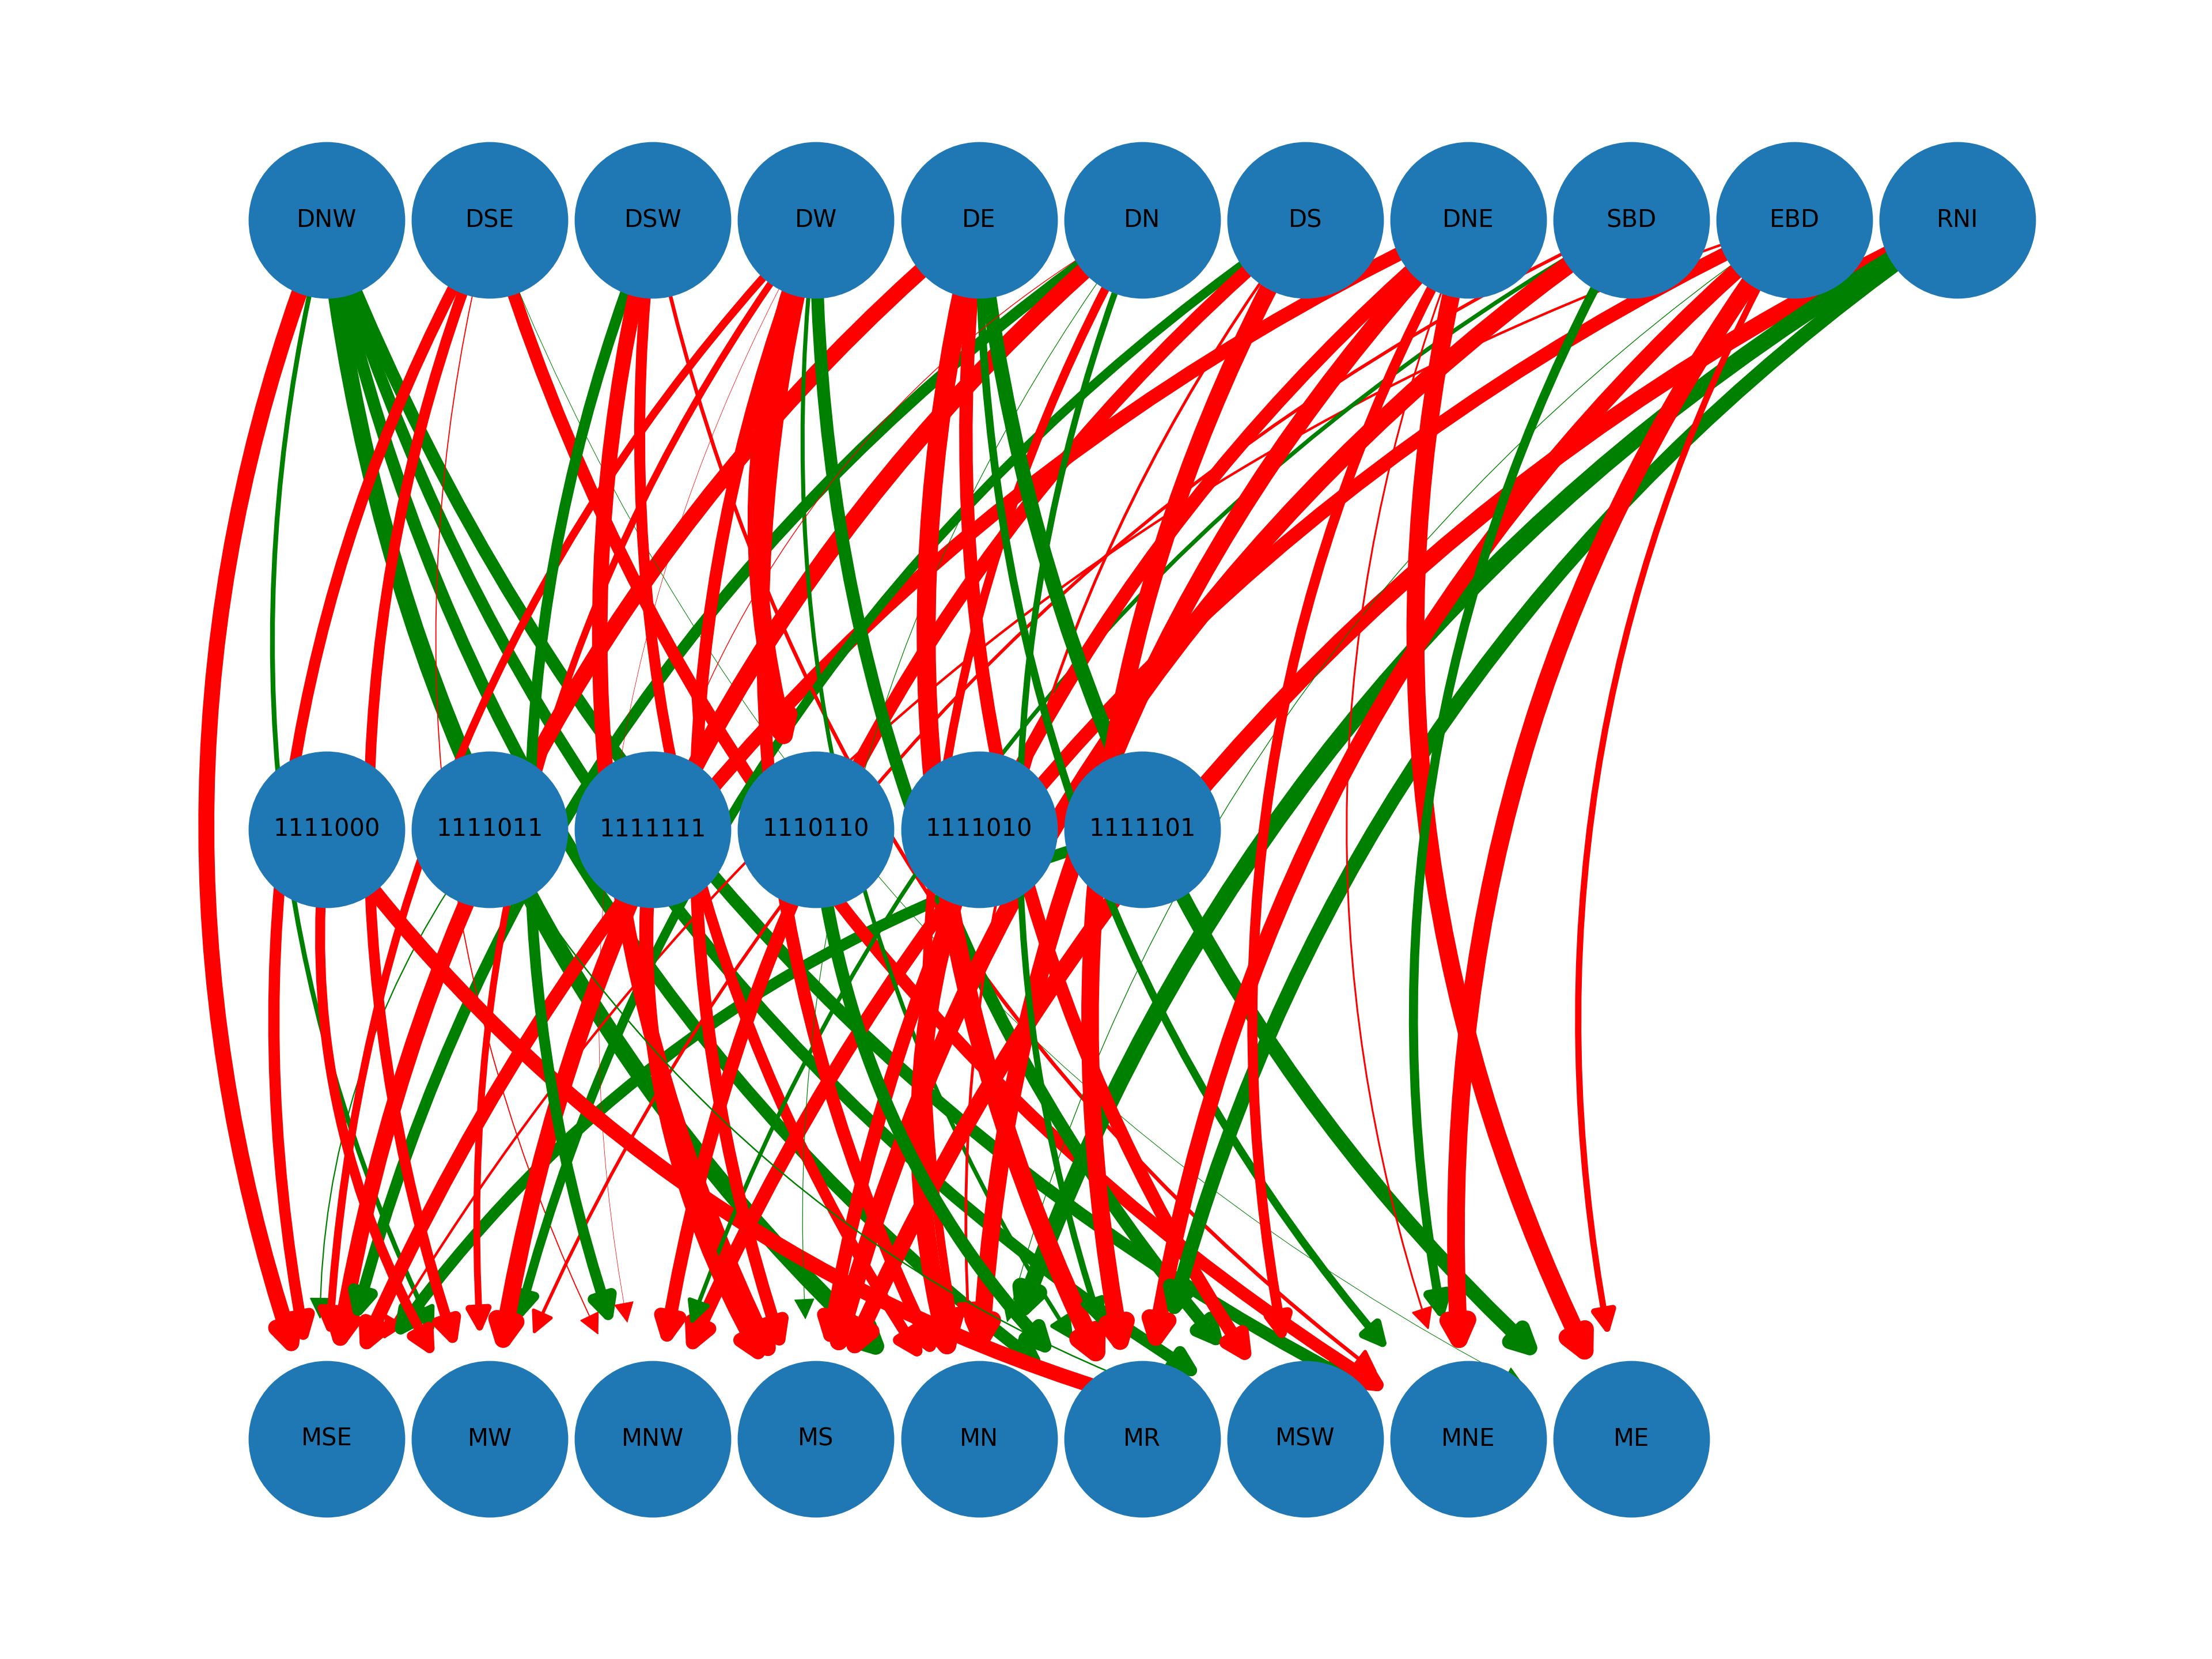 DNW DSE DSW DW DE DN DS DNE SBD EBD RNI
1111000 1111011 1111111 1110110 1111010 1111101
MSE MW MNW MS MN MR MSW MNE ME